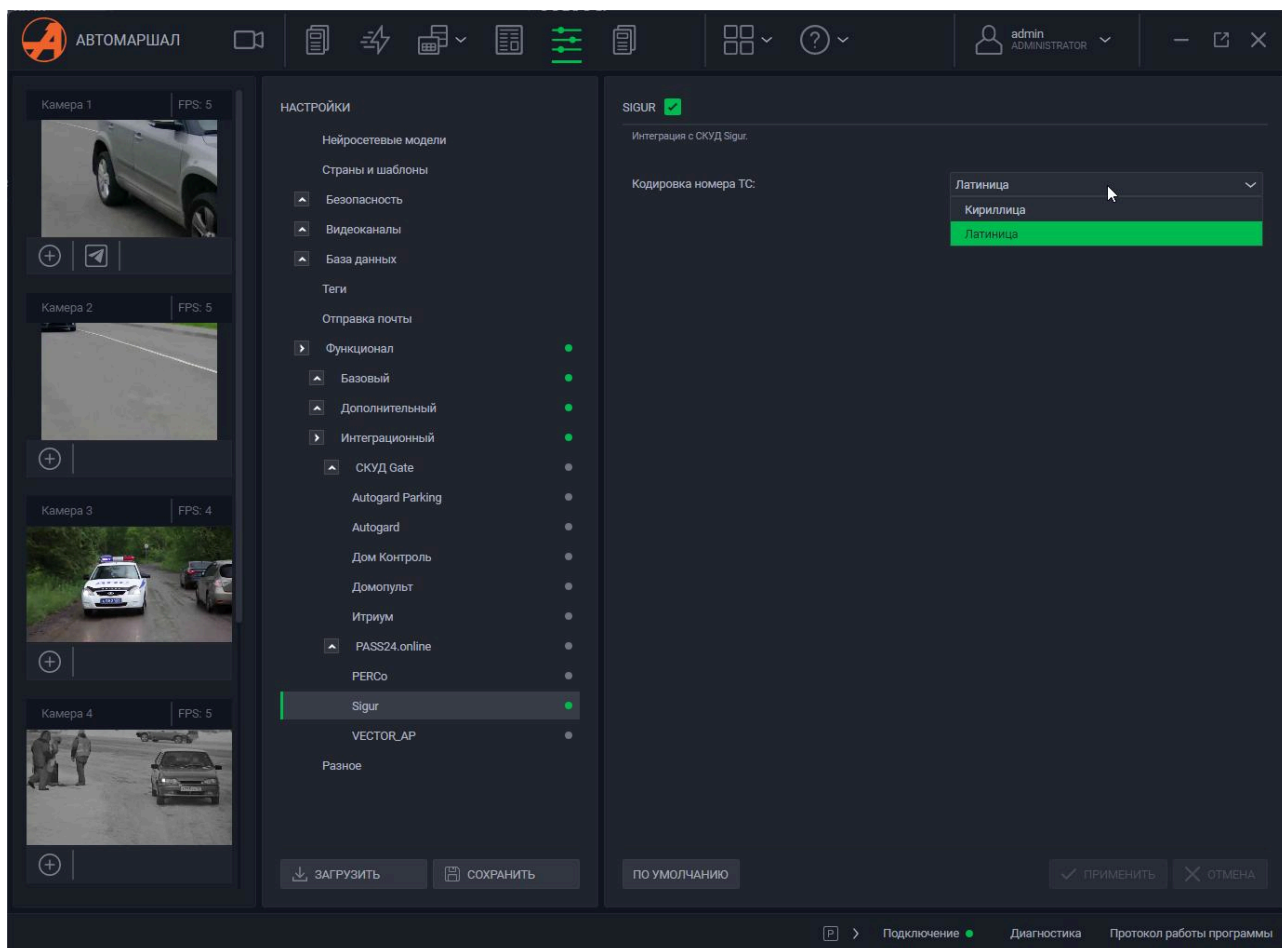 АВТОМАРШАЛ
admin
ADMINISTRATOR
Камера 1 FPS: 5
Камера 2 FPS: 5
Камера 3 FPS: 4
Камера 4 FPS: 5
НАСТРОЙКИ
Нейросетевые модели
Страны и шаблоны
Безопасность
Видеоканалы
База данных
Теги
Отправка почты
Функционал
Базовый
Дополнительный
Интеграционный
СКУД Gate
Autogard Parking
Autogard
Дом Контроль
Домопульт
Итриум
PASS24.online
PERCo
Sigur
VECTOR_AP
Разное
ЗАГРУЗИТЬ СОХРАНИТЬ
SIGUR
Интеграция с СКУД Sigur.
Кодировка номера ТС: Латиница
Кириллица
Латиница
ПО УМОЛЧАНИЮ ПРИМЕНИТЬ ОТМЕНА
P Подключение Диагностика Протокол работы программы